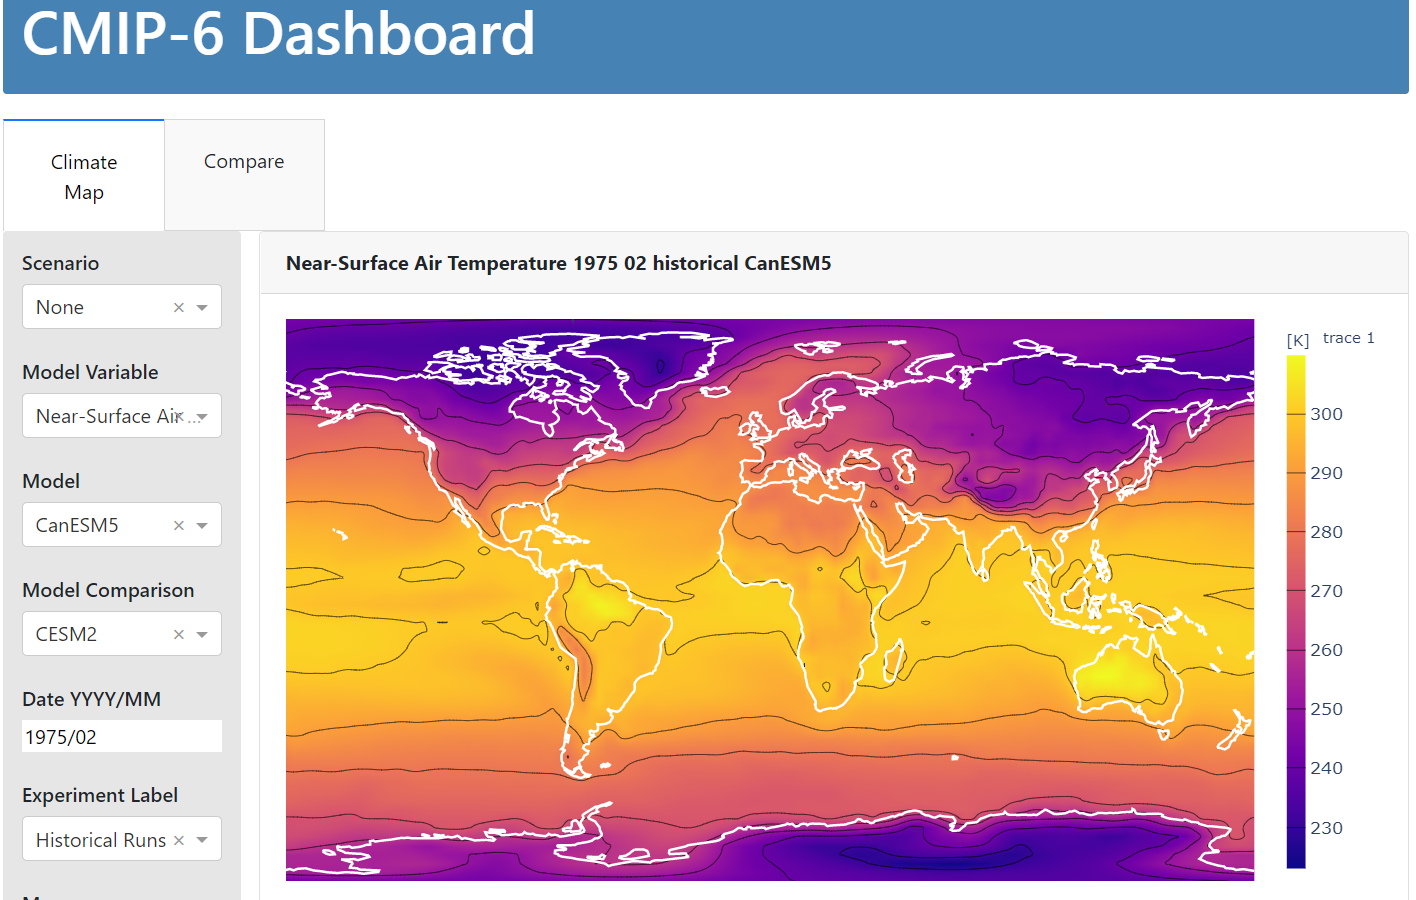 CMIP-6 Dashboard
Climate
Map
Compare
Scenario
None
Model Variable
Near-Surface Air ...
Model
CanESM5
Model Comparison
CESM2
Date YYYY/MM
1975/02
Experiment Label
Historical Runs
Near-Surface Air Temperature 1975 02 historical CanESM5
[K] trace 1
300
290
280
270
260
250
240
230